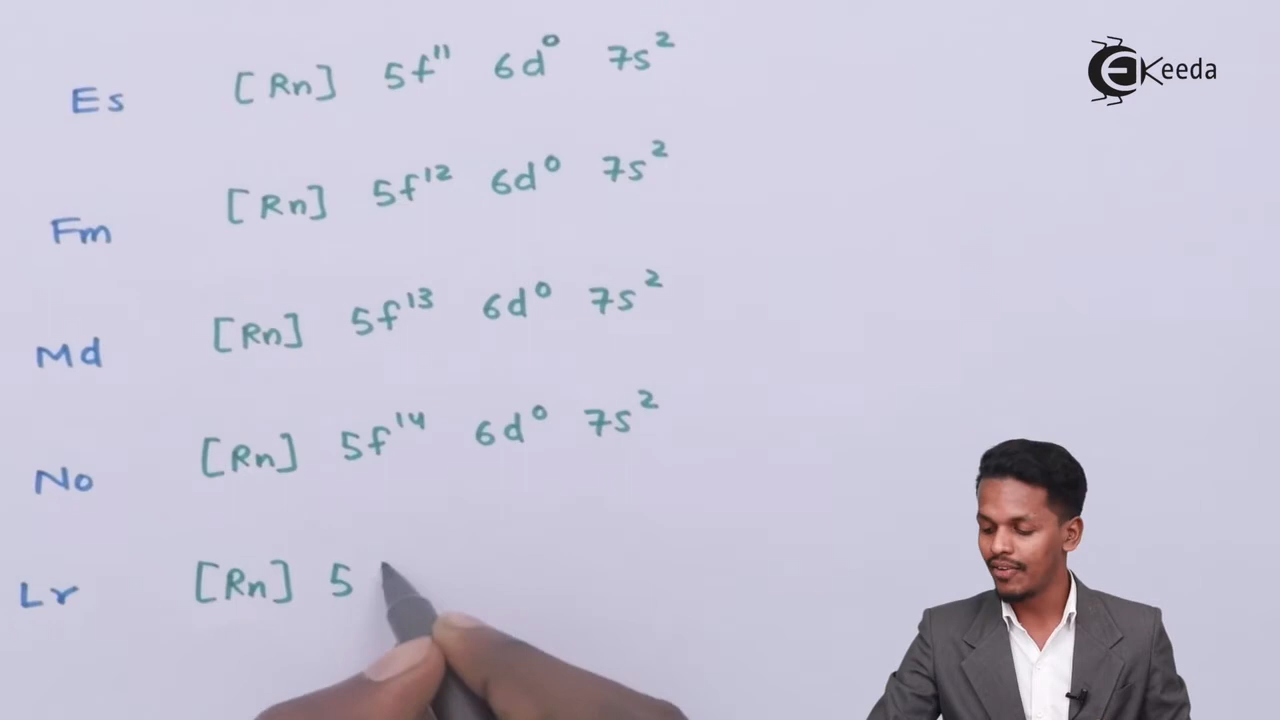 EKeeda
Es [Rn] 5f¹¹ 6d⁰ 7s²
Fm [Rn] 5f¹² 6d⁰ 7s²
Md [Rn] 5f¹³ 6d⁰ 7s²
No [Rn] 5f¹⁴ 6d⁰ 7s²
Lr [Rn] 5